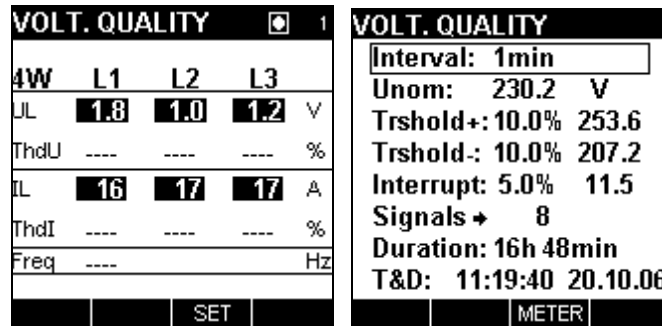 VOLT. QUALITY 1
4W L1 L2 L3
UL 1.8 1.0 1.2 V
ThdU ---- ---- ---- %
IL 16 17 17 A
ThdI ---- ---- ---- %
Freq ---- Hz
SET
VOLT. QUALITY
Interval: 1min
Unom: 230.2 V
Trshold+: 10.0% 253.6
Trshold-: 10.0% 207.2
Interrupt: 5.0% 11.5
Signals → 8
Duration: 16h 48min
T&D: 11:19:40 20.10.06
METER